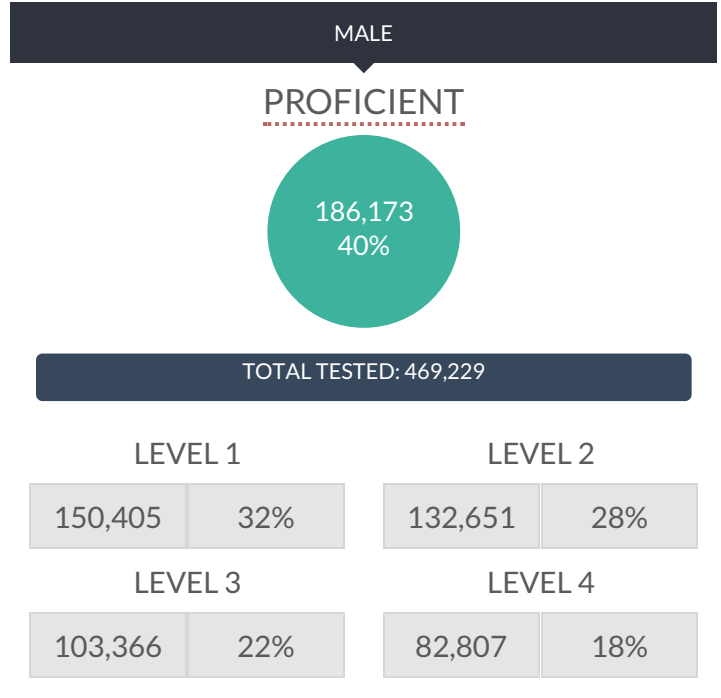 MALE
PROFICIENT
186,173
40%
TOTAL TESTED: 469,229
LEVEL 1
150,405 32%
LEVEL 2
132,651 28%
LEVEL 3
103,366 22%
LEVEL 4
82,807 18%